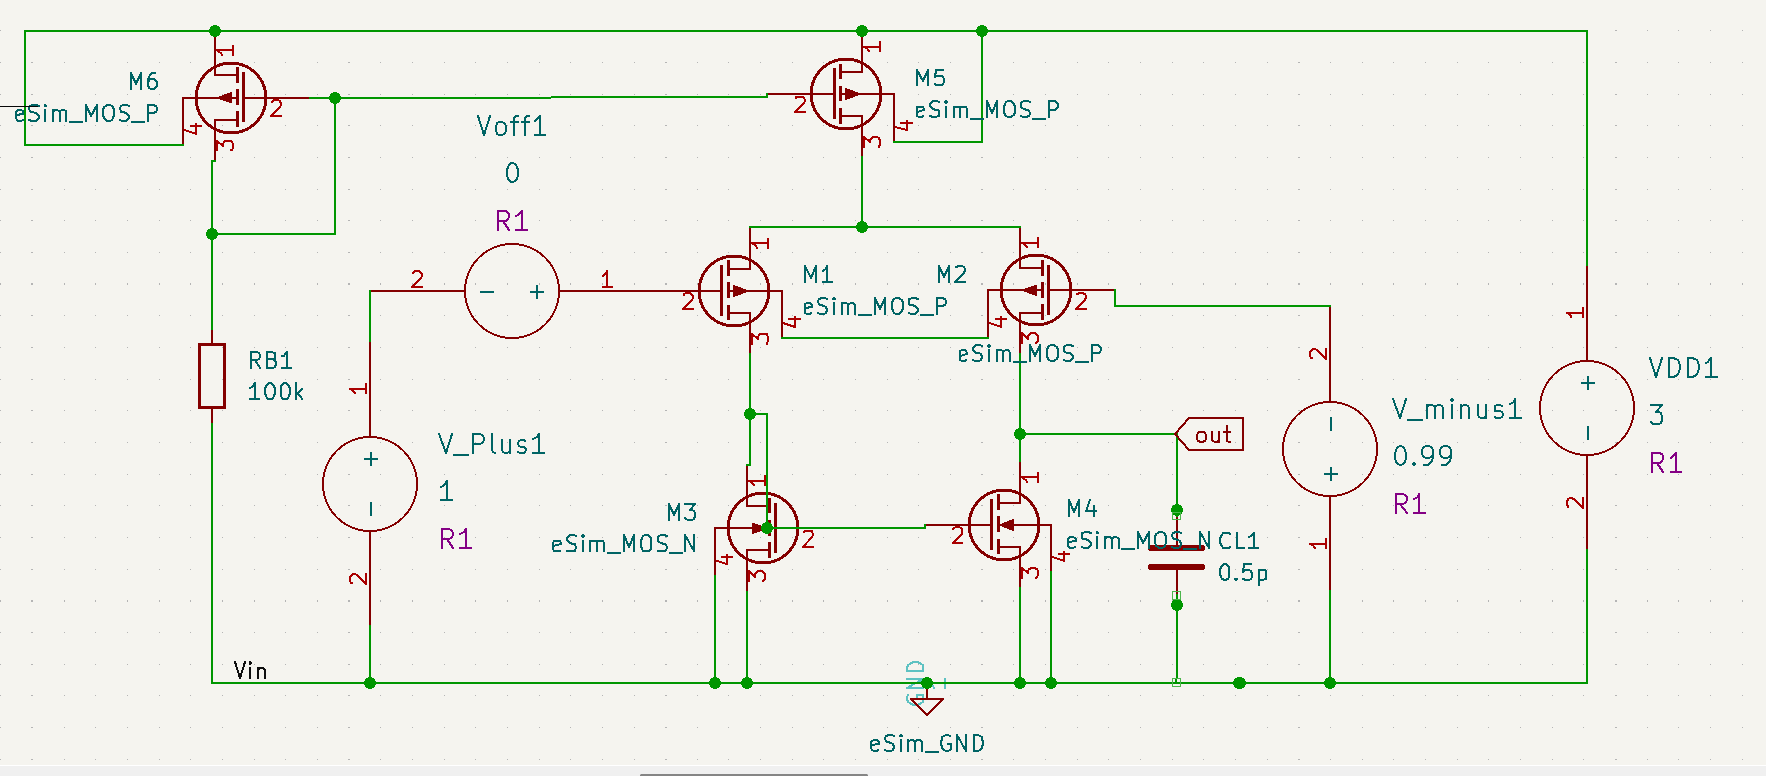 1
M6
eSim_MOS_P
2
4
3
1
M5
eSim_MOS_P
2
4
3
Voff1
0
R1
2
1
− +
1
M1
eSim_MOS_P
2
4
3
1
M2
eSim_MOS_P
2
4
3
RB1
100k
1
V_Plus1
1
R1
+
−
2
1
M3
eSim_MOS_N
2
4
3
1
M4
eSim_MOS_N
2
4
3
out
CL1
0.5p
2
V_minus1
0.99
R1
−
+
1
1
VDD1
3
R1
+
−
2
Vin
GND
1
eSim_GND